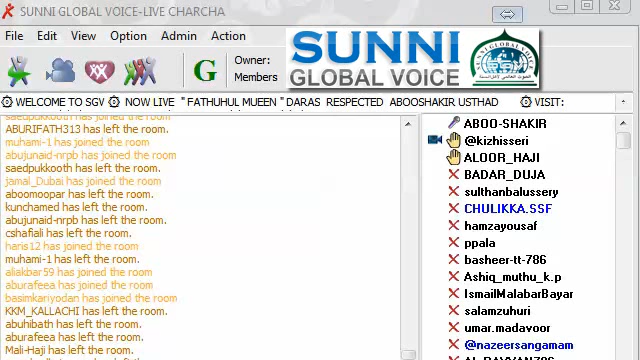 SUNNI GLOBAL VOICE-LIVE CHARCHA
File Edit View Option Admin Action
SUNNI
GLOBAL VOICE
SUNNI GLOBAL VOICE
G Owner:
Members
WELCOME TO SGV NOW LIVE " FATHUHUL MUEEN " DARAS RESPECTED ABOOSHAKIR USTHAD VISIT:
saedpukkooth has left the room.
ABURIFATH313 has left the room.
muhami-1 has joined the room
abujunaid-nrpb has joined the room
saedpukkooth has left the room.
jamal_Dubai has joined the room
aboomoopar has left the room.
kunchamed has left the room.
abujunaid-nrpb has left the room.
cshafiali has left the room.
haris12 has joined the room
muhami-1 has left the room.
aliakbar59 has joined the room
aburafeea has joined the room
basimkariyodan has joined the room
KKM_KALLACHI has left the room.
abuhibath has left the room.
aburafeea has left the room.
Mali-Haji has left the room.
ABOO-SHAKIR
@kizhisseri
ALOOR_HAJI
BADAR_DUJA
sulthanbalussery
CHULIKKA.SSF
hamzayousaf
ppala
basheer-tt-786
Ashiq_muthu_k.p
IsmailMalabarBayar
salamzuhuri
umar.madavoor
@nazeersangamam